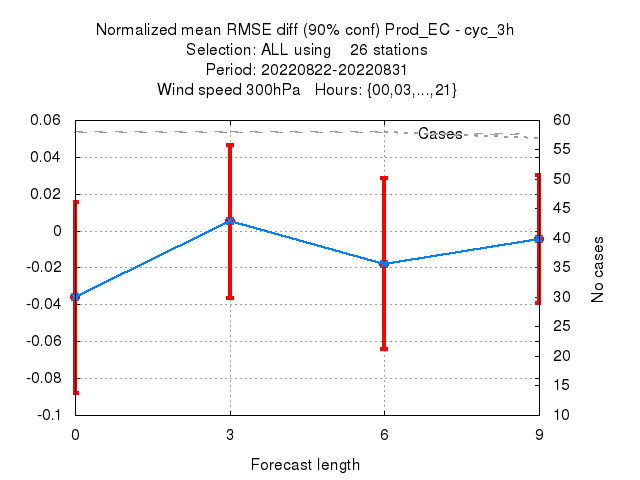 Normalized mean RMSE diff (90% conf) Prod_EC - cyc_3h
Selection: ALL using 26 stations
Period: 20220822-20220831
Wind speed 300hPa Hours: {00,03,...,21}
0.06
0.04
0.02
0
-0.02
-0.04
-0.06
-0.08
-0.1
Cases
60
55
50
45
40
35
30
25
20
15
10
No cases
0 3 6 9
Forecast length